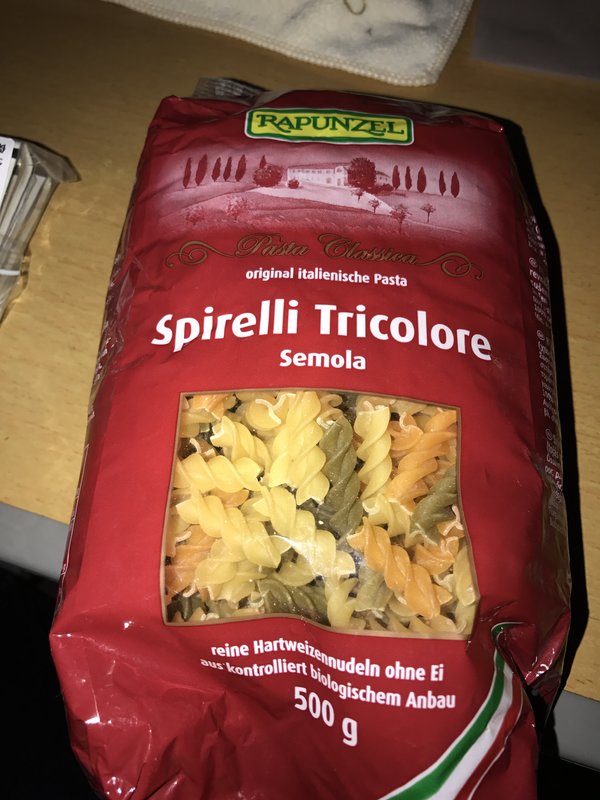 RAPUNZEL
Pasta Classica
original italienische Pasta
Spirelli Tricolore
Semola
reine Hartweizennudeln ohne Ei
aus kontrolliert biologischem Anbau
500 g